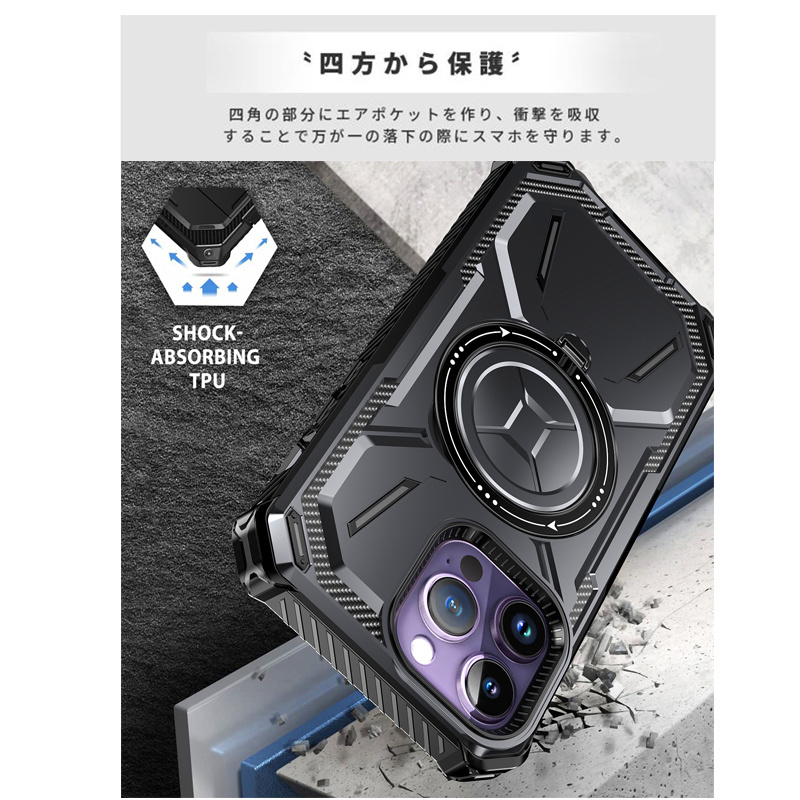 〝四方から保護〞
四角の部分にエアポケットを作り、衝撃を吸収
することで万が一の落下の際にスマホを守ります。
SHOCK-
ABSORBING
TPU